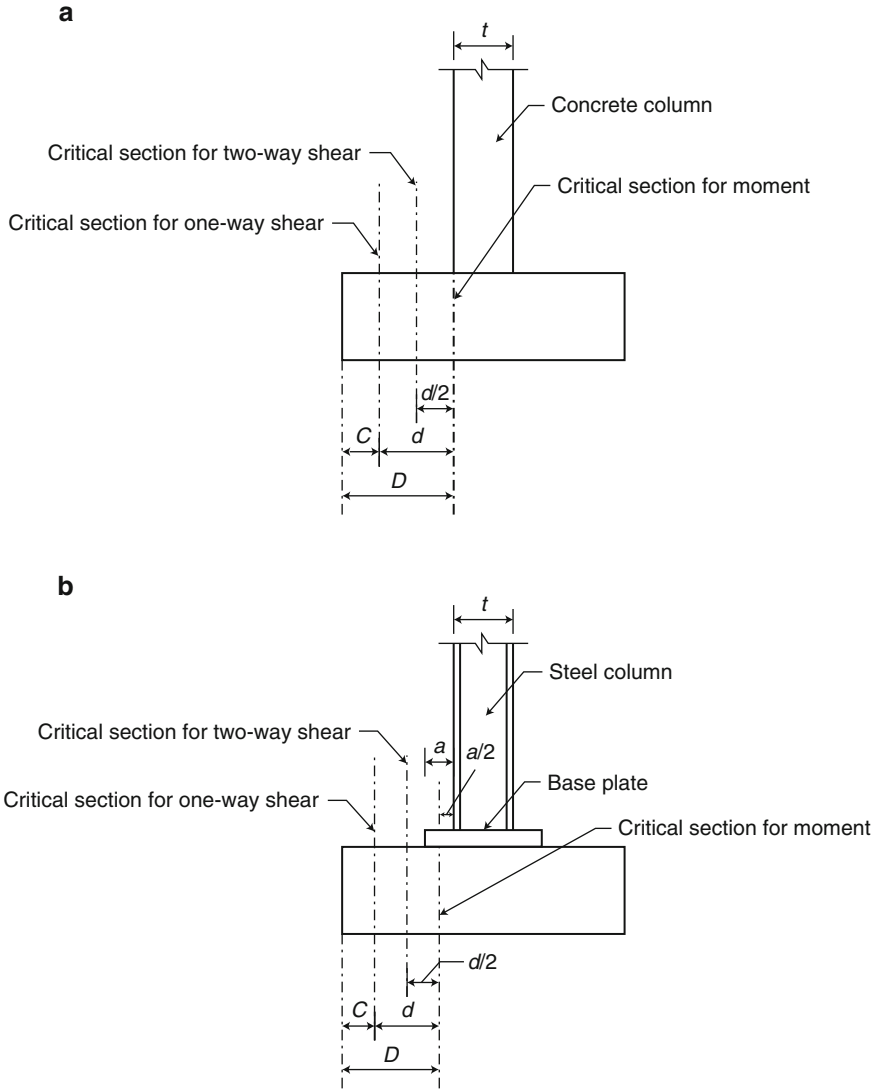 a
t
Concrete column
Critical section for two-way shear
Critical section for moment
Critical section for one-way shear
d/2
C
d
D
b
t
Steel column
Critical section for two-way shear
a
a/2
Base plate
Critical section for one-way shear
Critical section for moment
d/2
C
d
D